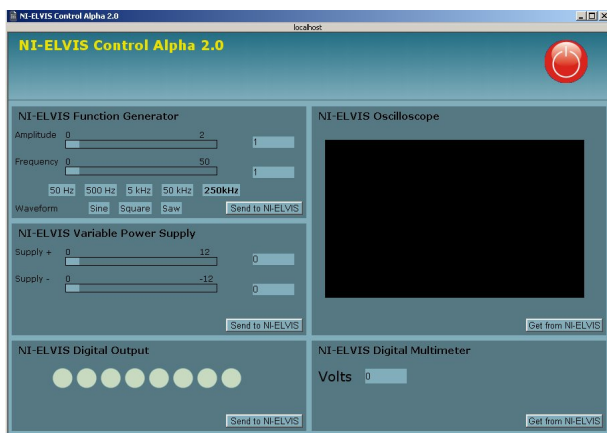 NI-ELVIS Control Alpha 2.0
localhost
NI-ELVIS Control Alpha 2.0
NI-ELVIS Function Generator
Amplitude 0 2 1
Frequency 0 50 1
50 Hz 500 Hz 5 kHz 50 kHz 250kHz
Waveform Sine Square Saw Send to NI-ELVIS
NI-ELVIS Variable Power Supply
Supply + 0 12 0
Supply - 0 -12 0
Send to NI-ELVIS
NI-ELVIS Digital Output
Send to NI-ELVIS
NI-ELVIS Oscilloscope
Get from NI-ELVIS
NI-ELVIS Digital Multimeter
Volts 0
Get from NI-ELVIS